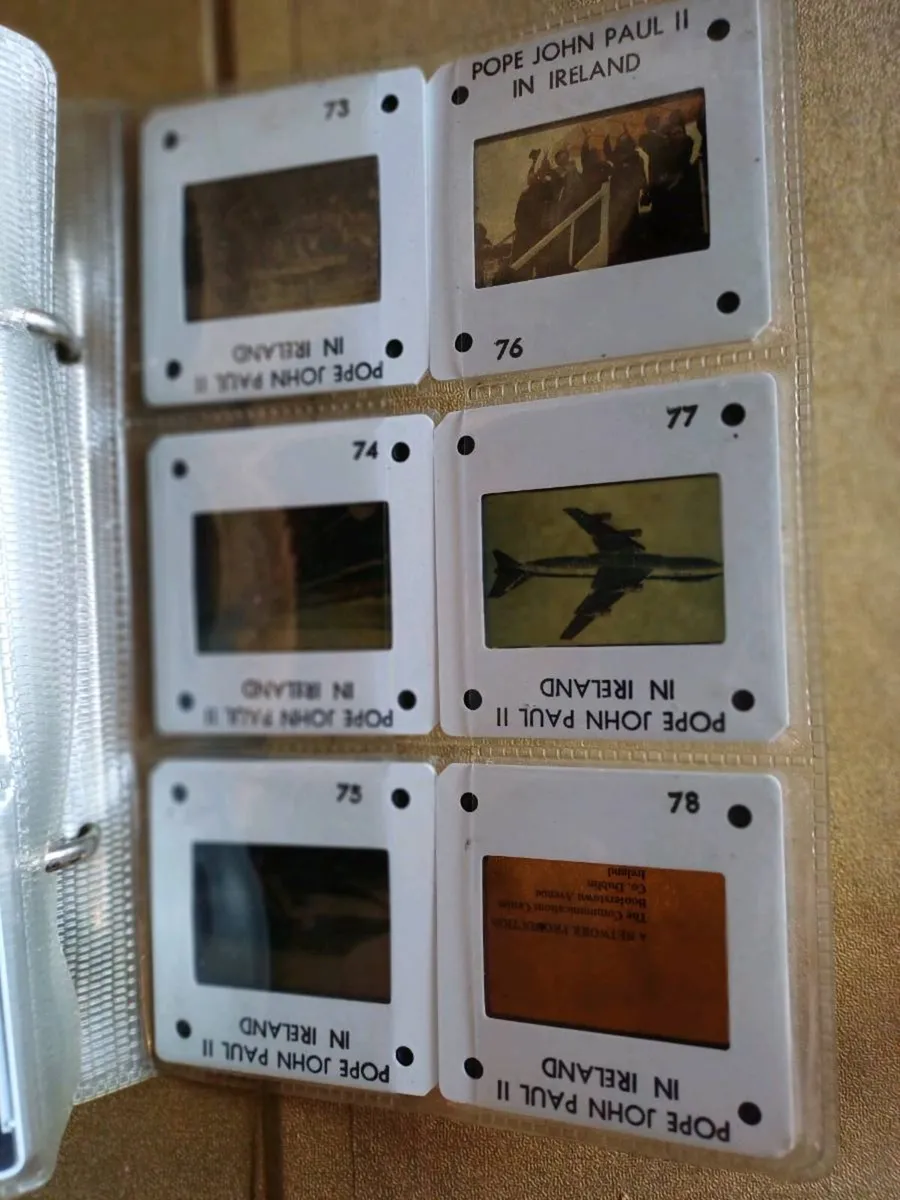 73
POPE JOHN PAUL II
IN IRELAND
POPE JOHN PAUL II
IN IRELAND
76
74
POPE JOHN PAUL II
IN IRELAND
77
POPE JOHN PAUL II
IN IRELAND
75
POPE JOHN PAUL II
IN IRELAND
78
A NETWORK PRODUCTION
The Communications Centre
Booterstown Avenue
Co. Dublin
Ireland
POPE JOHN PAUL II
IN IRELAND